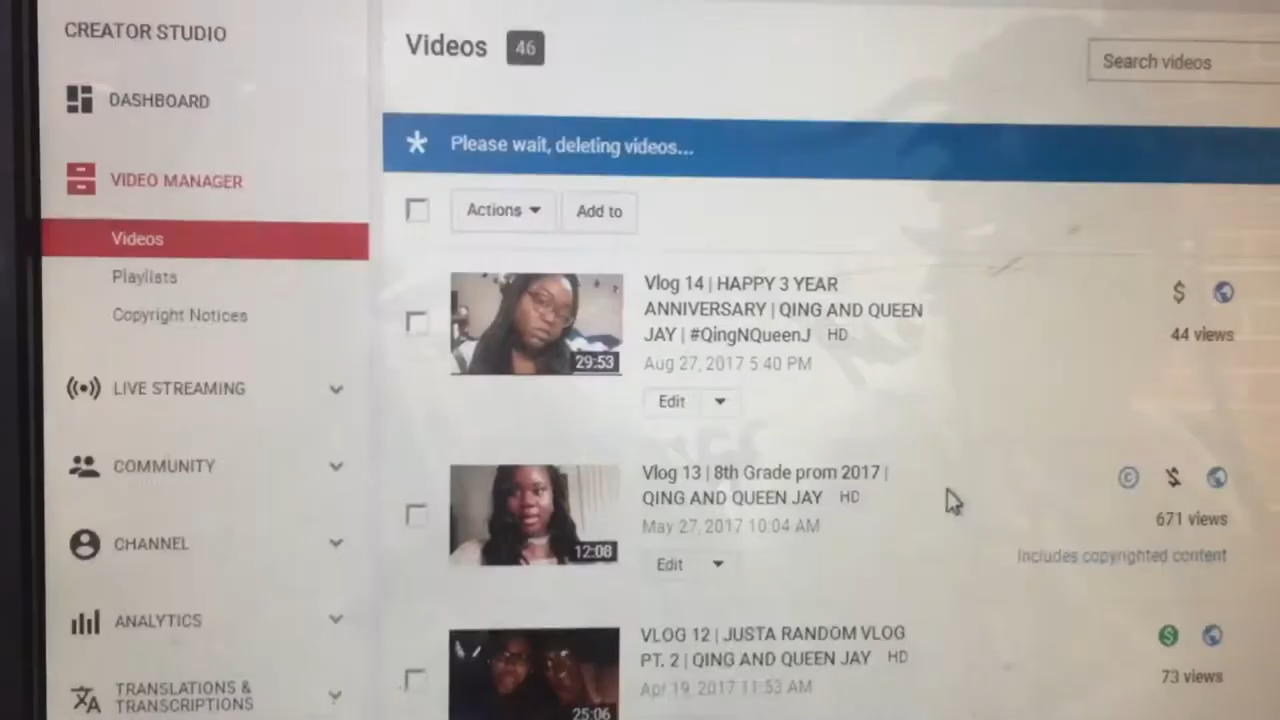 CREATOR STUDIO
DASHBOARD
VIDEO MANAGER
Videos
Playlists
Copyright Notices
LIVE STREAMING
COMMUNITY
CHANNEL
ANALYTICS
TRANSLATIONS &
TRANSCRIPTIONS
Videos 46
Search videos
Please wait, deleting videos...
Actions
Add to
29:53
Vlog 14 | HAPPY 3 YEAR
ANNIVERSARY | QING AND QUEEN
JAY | #QingNQueenJ HD
Aug 27, 2017 5:40 PM
Edit
$
44 views
12:08
Vlog 13 | 8th Grade prom 2017 |
QING AND QUEEN JAY HD
May 27, 2017 10:04 AM
Edit
© $
671 views
Includes copyrighted content
25:06
VLOG 12 | JUSTA RANDOM VLOG
PT. 2 | QING AND QUEEN JAY HD
Apr 19, 2017 11:53 AM
$
73 views